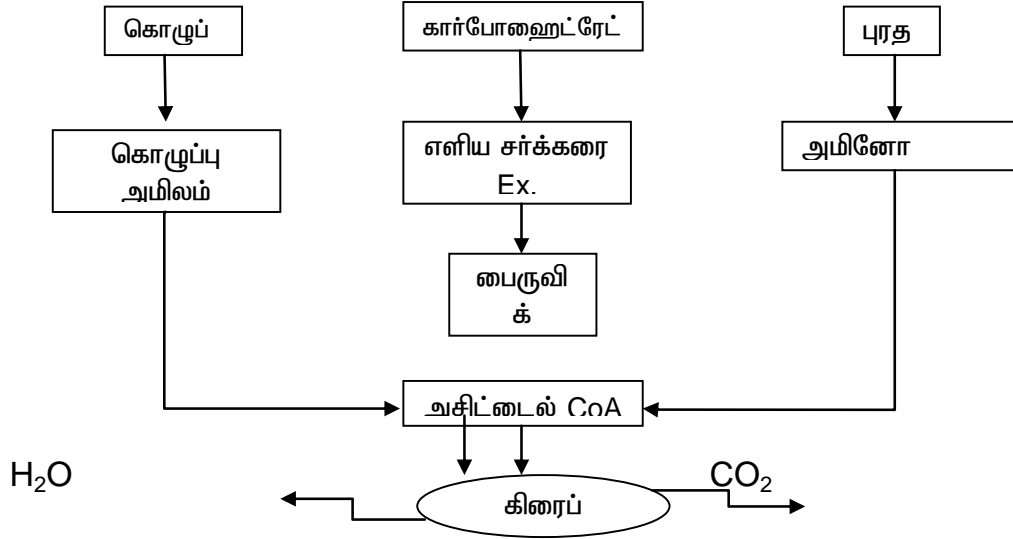 கொழுப்
கார்போஹைட்ரேட்
புரத
கொழுப்பு
அமிலம்
எளிய சர்க்கரை
Ex.
அமினோ
பைருவி
க்
அசிட்டைல் CoA
H₂O
CO₂
கிரைப்